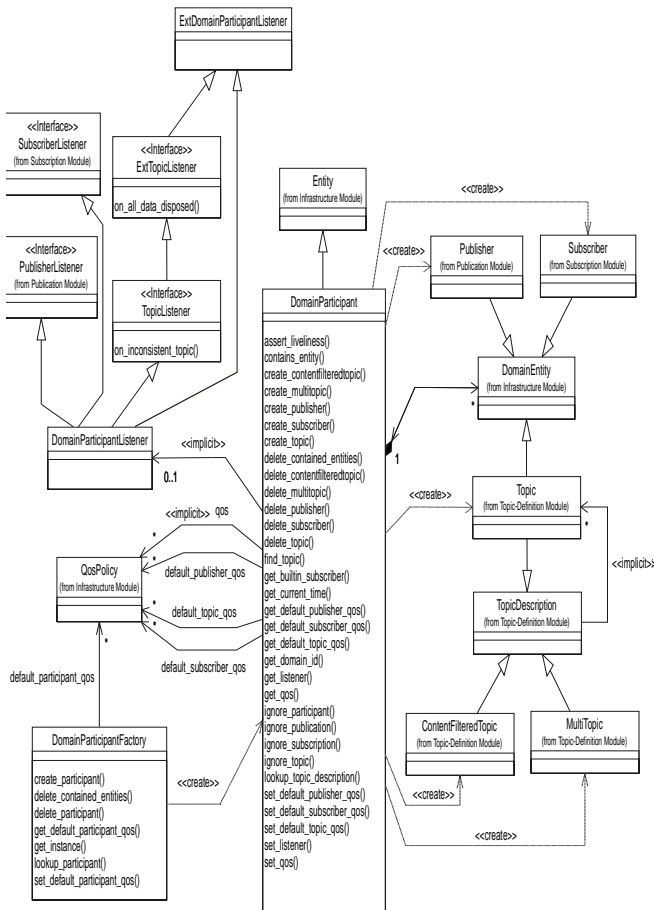 ExtDomainParticipantListener
<<Interface>>
SubscriberListener
(from Subscription Module)
<<Interface>>
ExtTopicListener
on_all_data_disposed()
<<Interface>>
PublisherListener
(from Publication Module)
<<Interface>>
TopicListener
on_inconsistent_topic()
DomainParticipantListener
0..1
<<implicit>>
Entity
(from Infrastructure Module)
<<create>>
<<create>>
Publisher
(from Publication Module)
Subscriber
(from Subscription Module)
DomainParticipant
assert_liveliness()
contains_entity()
create_contentfilteredtopic()
create_multitopic()
create_publisher()
create_subscriber()
create_topic()
delete_contained_entities()
delete_contentfilteredtopic()
delete_multitopic()
delete_publisher()
delete_subscriber()
delete_topic()
find_topic()
get_builtin_subscriber()
get_current_time()
get_default_publisher_qos()
get_default_subscriber_qos()
get_default_topic_qos()
get_domain_id()
get_listener()
get_qos()
ignore_participant()
ignore_publication()
ignore_subscription()
ignore_topic()
lookup_topic_description()
set_default_publisher_qos()
set_default_subscriber_qos()
set_default_topic_qos()
set_listener()
set_qos()
DomainEntity
(from Infrastructure Module)
*
1
<<create>>
Topic
(from Topic-Definition Module)
*
<<implicit>>
TopicDescription
(from Topic-Definition Module)
ContentFilteredTopic
(from Topic-Definition Module)
MultiTopic
(from Topic-Definition Module)
<<create>>
<<create>>
<<implicit>> qos
*
*
default_publisher_qos
QosPolicy
(from Infrastructure Module)
*
default_topic_qos
*
default_subscriber_qos
*
default_participant_qos
DomainParticipantFactory
create_participant()
delete_contained_entities()
delete_participant()
get_default_participant_qos()
get_instance()
lookup_participant()
set_default_participant_qos()
<<create>>